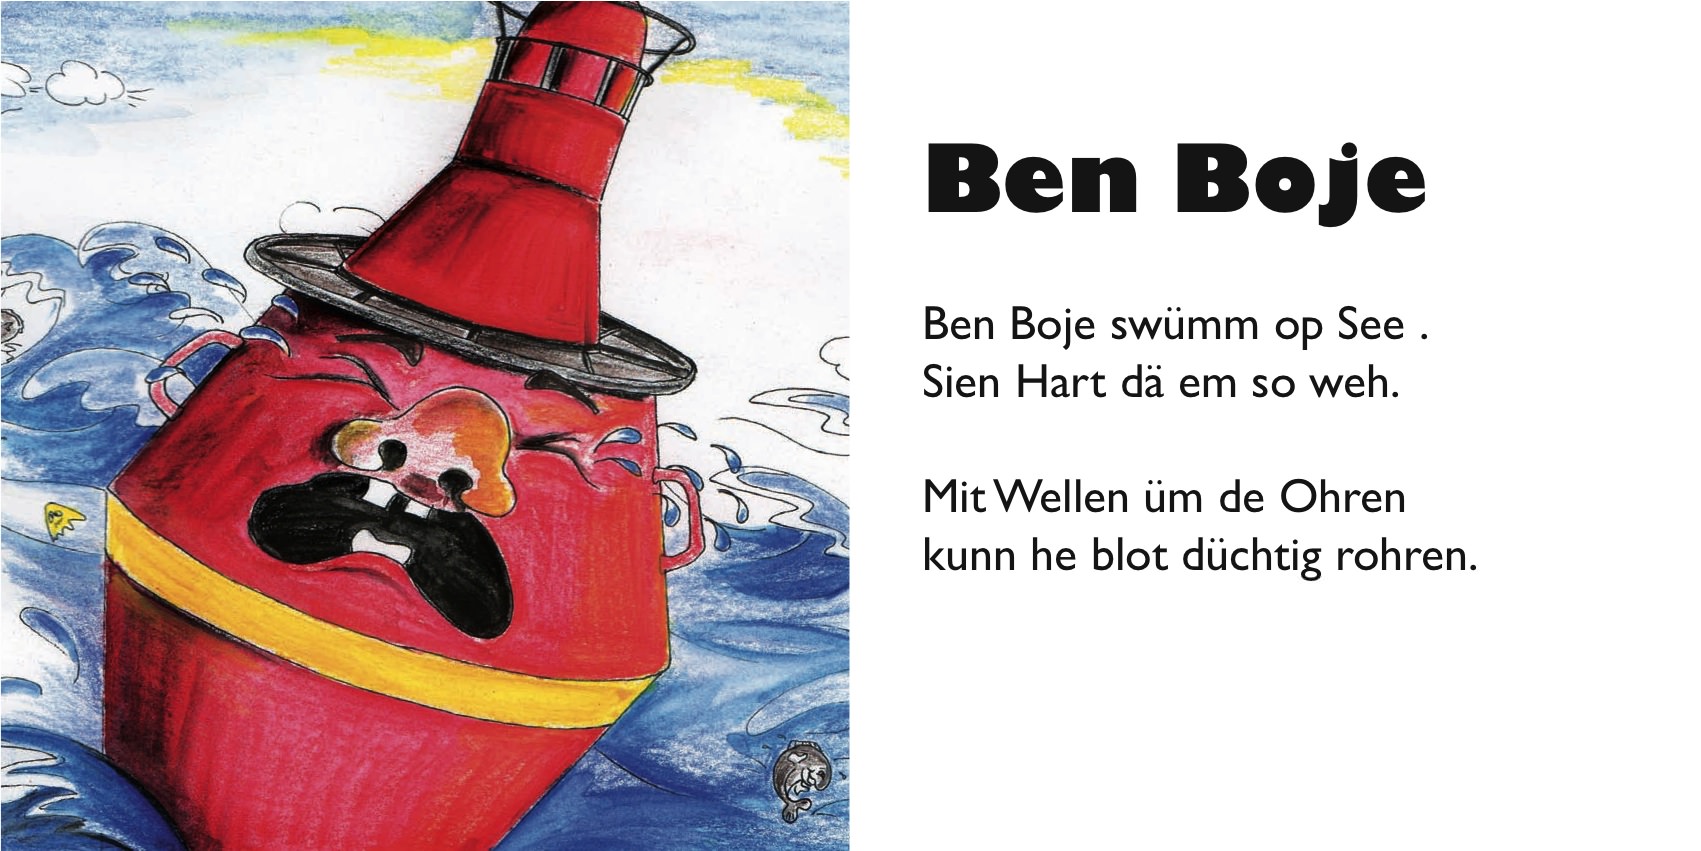 Ben Boje
Ben Boje swümm op See .
Sien Hart dä em so weh.
Mit Wellen üm de Ohren
kunn he blot düchtig rohren.